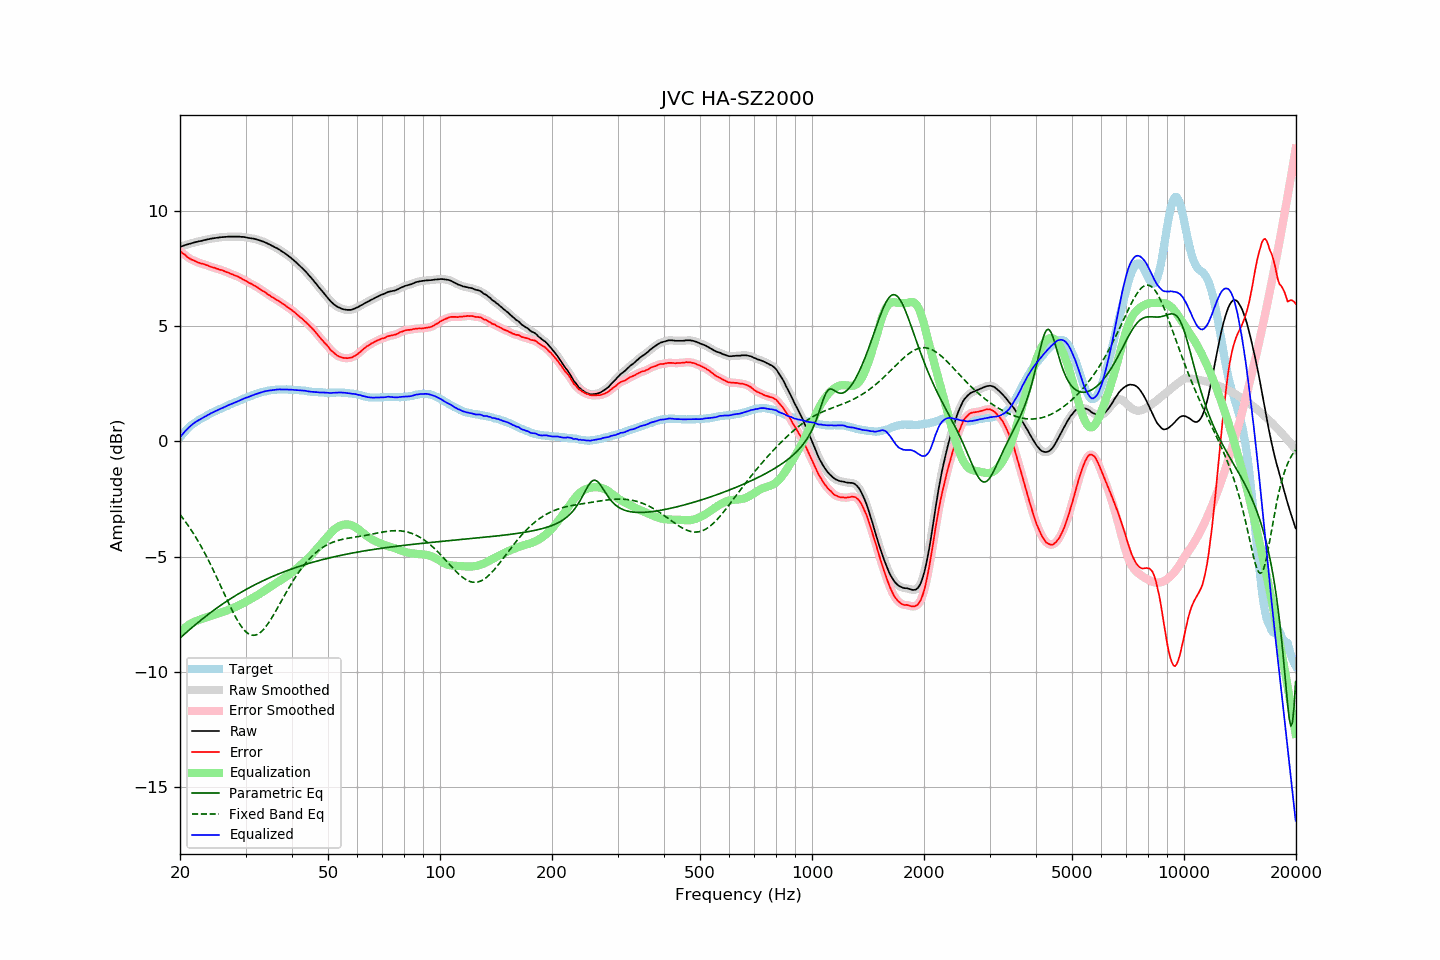 JVC HA-SZ2000
Amplitude (dBr)
10
5
0
−5
−10
−15
Target
Raw Smoothed
Error Smoothed
Raw
Error
Equalization
Parametric Eq
Fixed Band Eq
Equalized
20 50 100 200 500 1000 2000 5000 10000 20000
Frequency (Hz)